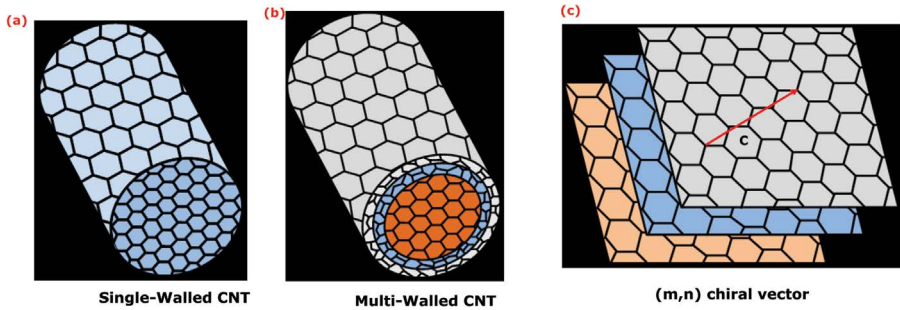 (a)
(b)
(c)
C
Single-Walled CNT
Multi-Walled CNT
(m,n) chiral vector